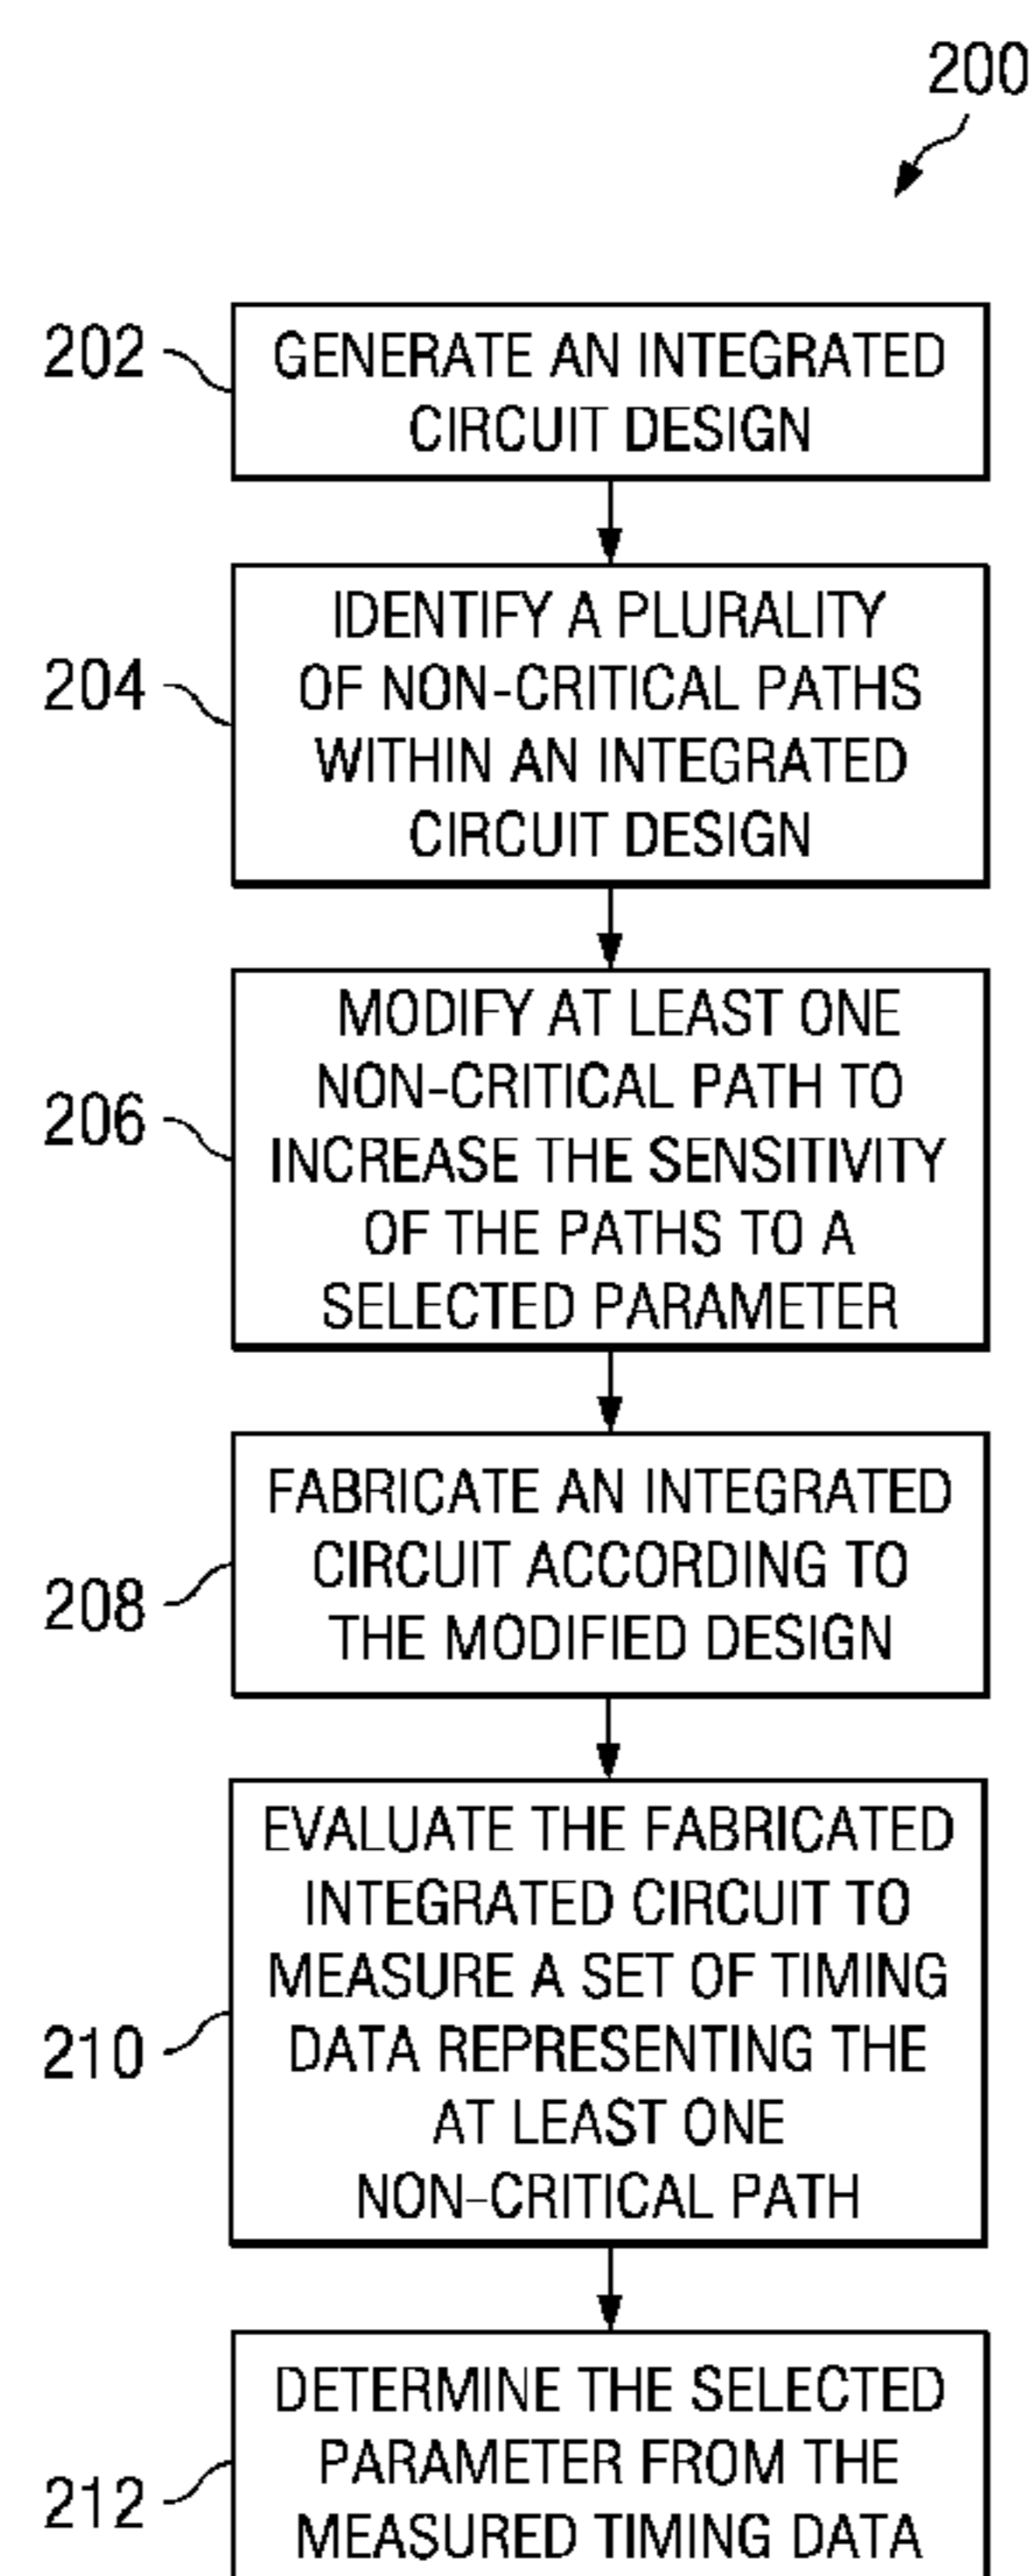 200
202
GENERATE AN INTEGRATED
CIRCUIT DESIGN
204
IDENTIFY A PLURALITY
OF NON-CRITICAL PATHS
WITHIN AN INTEGRATED
CIRCUIT DESIGN
206
MODIFY AT LEAST ONE
NON-CRITICAL PATH TO
INCREASE THE SENSITIVITY
OF THE PATHS TO A
SELECTED PARAMETER
208
FABRICATE AN INTEGRATED
CIRCUIT ACCORDING TO
THE MODIFIED DESIGN
210
EVALUATE THE FABRICATED
INTEGRATED CIRCUIT TO
MEASURE A SET OF TIMING
DATA REPRESENTING THE
AT LEAST ONE
NON-CRITICAL PATH
212
DETERMINE THE SELECTED
PARAMETER FROM THE
MEASURED TIMING DATA